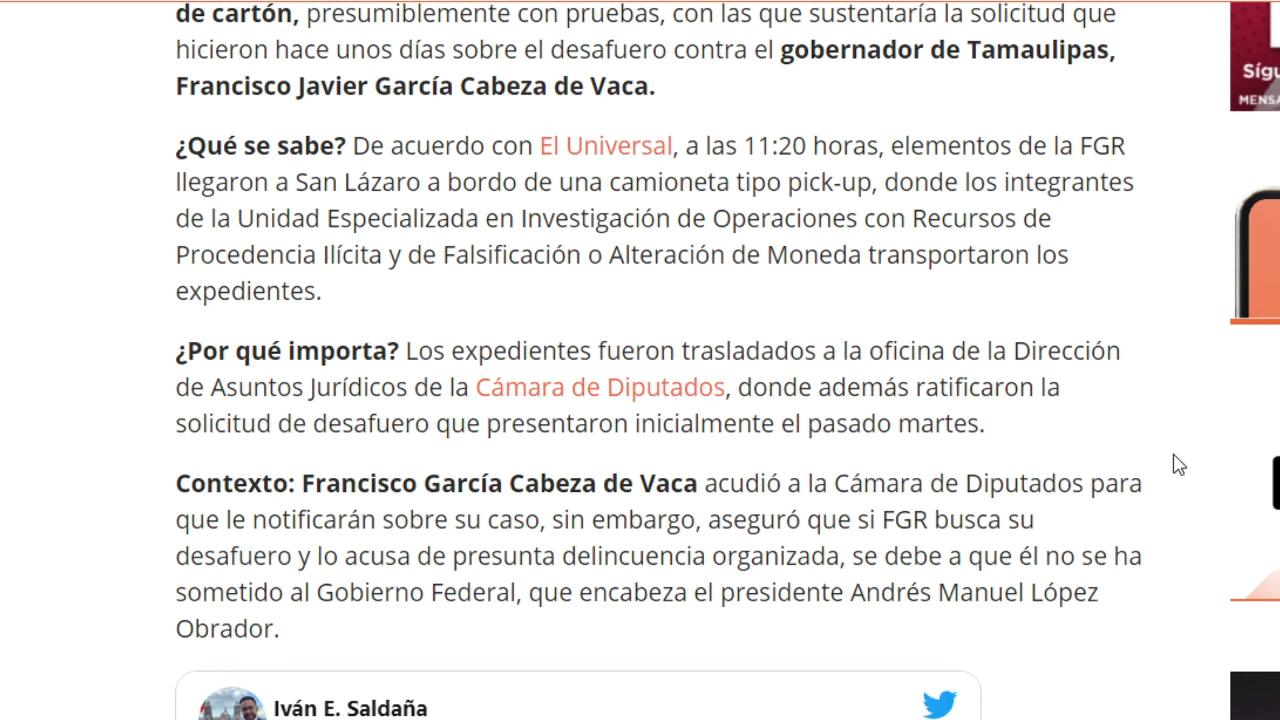 de cartón, presumiblemente con pruebas, con las que sustentaría la solicitud que
hicieron hace unos días sobre el desafuero contra el gobernador de Tamaulipas,
Francisco Javier García Cabeza de Vaca.
¿Qué se sabe? De acuerdo con El Universal, a las 11:20 horas, elementos de la FGR
llegaron a San Lázaro a bordo de una camioneta tipo pick-up, donde los integrantes
de la Unidad Especializada en Investigación de Operaciones con Recursos de
Procedencia Ilícita y de Falsificación o Alteración de Moneda transportaron los
expedientes.
¿Por qué importa? Los expedientes fueron trasladados a la oficina de la Dirección
de Asuntos Jurídicos de la Cámara de Diputados, donde además ratificaron la
solicitud de desafuero que presentaron inicialmente el pasado martes.
Contexto: Francisco García Cabeza de Vaca acudió a la Cámara de Diputados para
que le notificarán sobre su caso, sin embargo, aseguró que si FGR busca su
desafuero y lo acusa de presunta delincuencia organizada, se debe a que él no se ha
sometido al Gobierno Federal, que encabeza el presidente Andrés Manuel López
Obrador.
Iván E. Saldaña